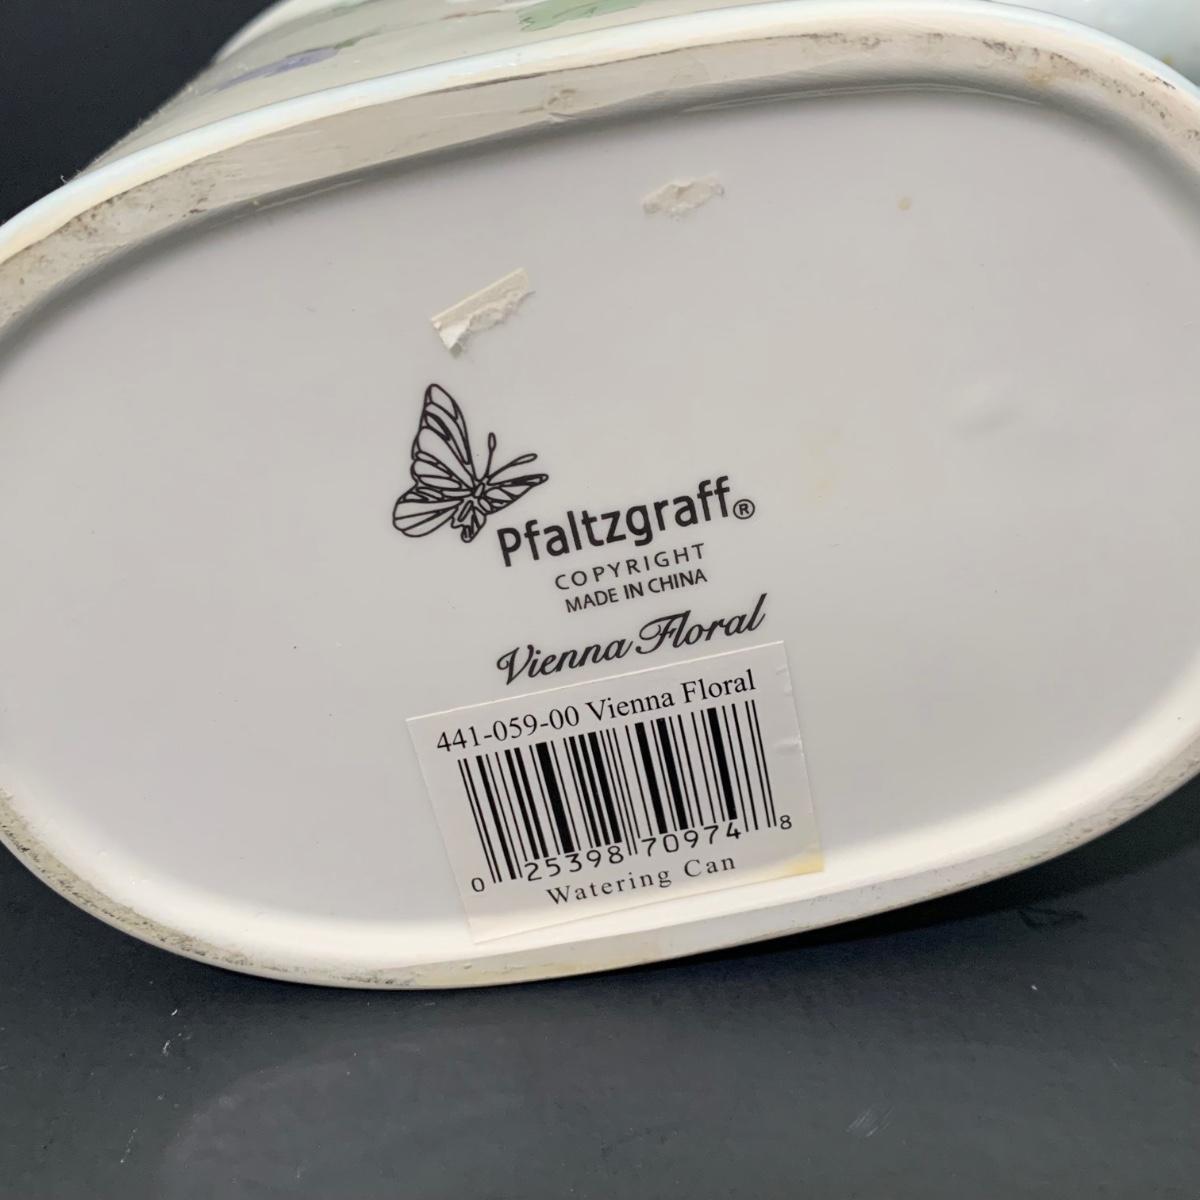 Pfaltzgraff®
COPYRIGHT
MADE IN CHINA
Vienna Floral
441-059-00 Vienna Floral
0 25398 70974 8
Watering Can